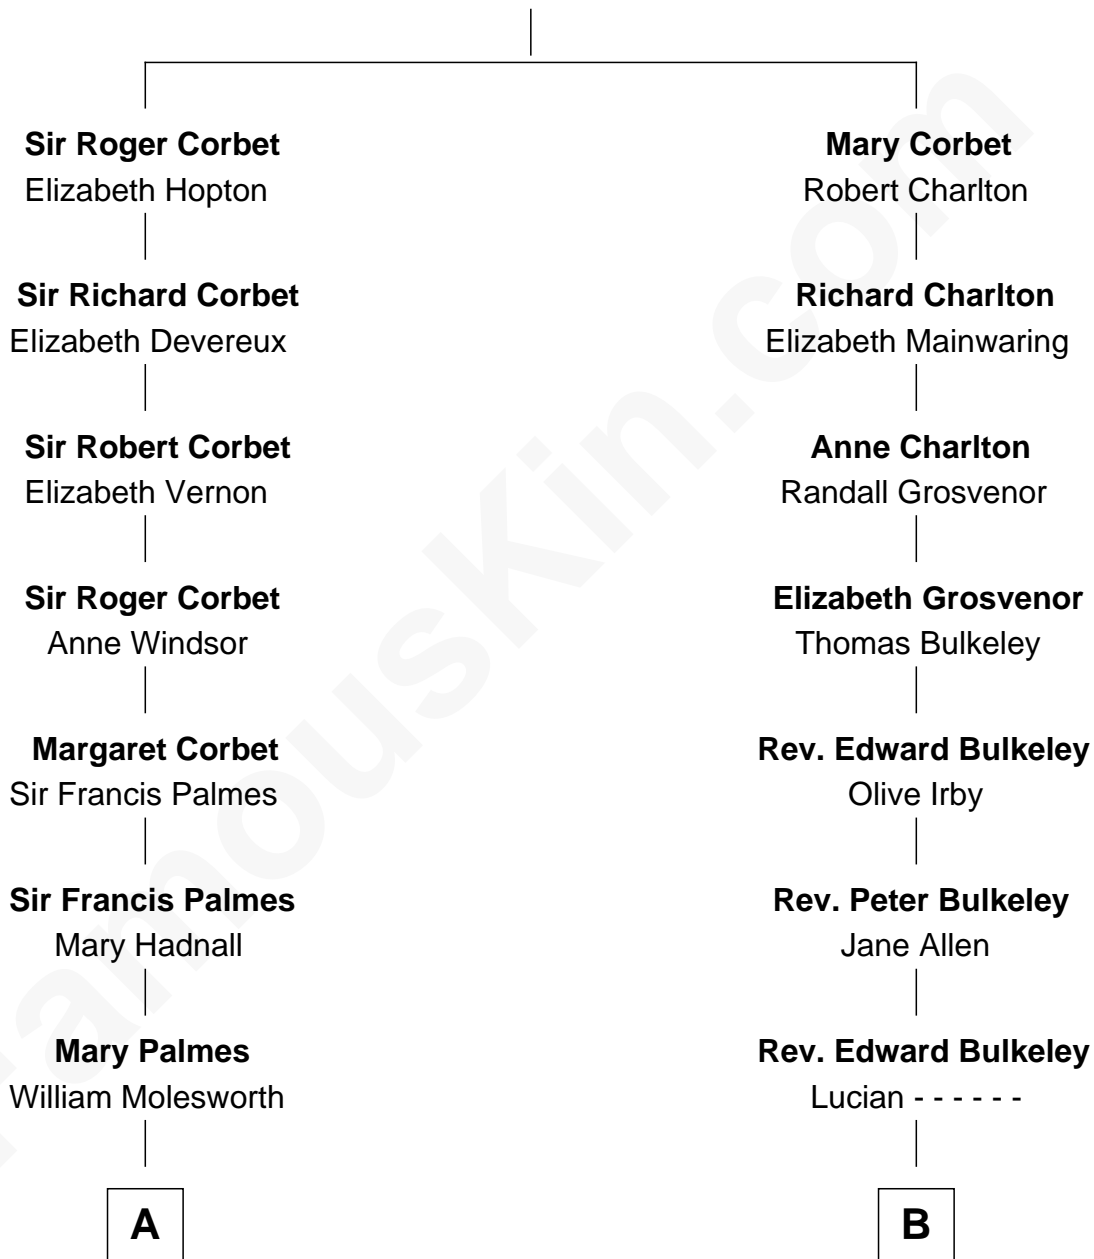 Sir Roger Corbet
Elizabeth Hopton
Sir Richard Corbet
Elizabeth Devereux
Sir Robert Corbet
Elizabeth Vernon
Sir Roger Corbet
Anne Windsor
Margaret Corbet
Sir Francis Palmes
Sir Francis Palmes
Mary Hadnall
Mary Palmes
William Molesworth
A
Mary Corbet
Robert Charlton
Richard Charlton
Elizabeth Mainwaring
Anne Charlton
Randall Grosvenor
Elizabeth Grosvenor
Thomas Bulkeley
Rev. Edward Bulkeley
Olive Irby
Rev. Peter Bulkeley
Jane Allen
Rev. Edward Bulkeley
Lucian - - - - - -
B
FamousKin.com